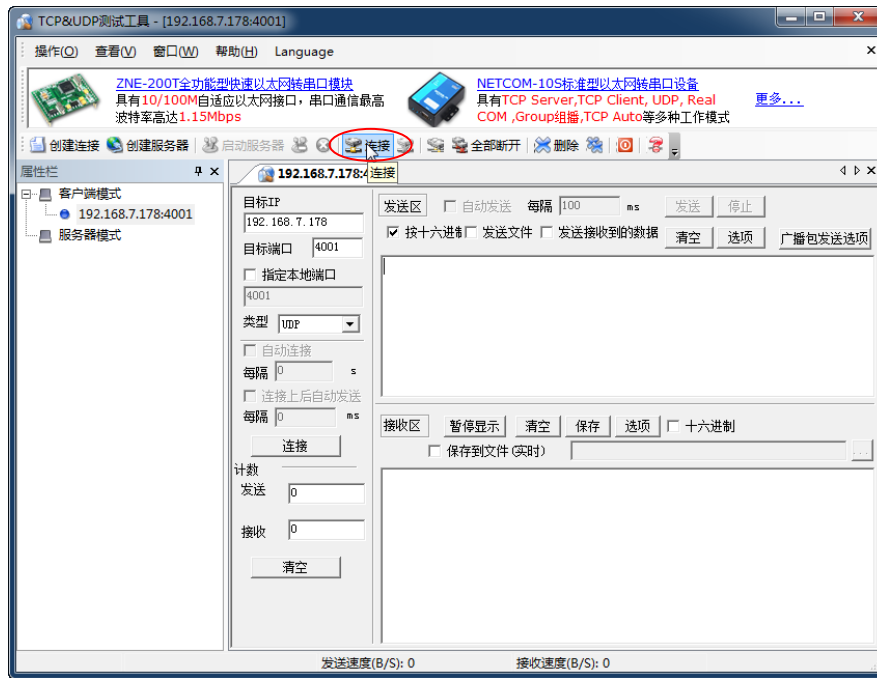 TCP&UDP测试工具 - [192.168.7.178:4001]
操作(O) 查看(V) 窗口(W) 帮助(H) Language
ZNE-200T全功能型快速以太网转串口模块
具有10/100M自适应以太网接口，串口通信最高
波特率高达1.15Mbps
NETCOM-10S标准型以太网转串口设备
具有TCP Server,TCP Client, UDP, Real
COM ,Group组播,TCP Auto等多种工作模式
更多...
创建连接 创建服务器 启动服务器 连接 全部断开 删除
属性栏
客户端模式
192.168.7.178:4001
服务器模式
192.168.7.178:4
连接
目标IP
192.168.7.178
目标端口 4001
指定本地端口
4001
类型 UDP
自动连接
每隔 0 s
连接上后自动发送
每隔 0 ms
连接
计数
发送 0
接收 0
清空
发送区 自动发送 每隔 100 ms 发送 停止
按十六进制 发送文件 发送接收到的数据 清空 选项 广播包发送选项
接收区 暂停显示 清空 保存 选项 十六进制
保存到文件(实时) ...
发送速度(B/S): 0 接收速度(B/S): 0